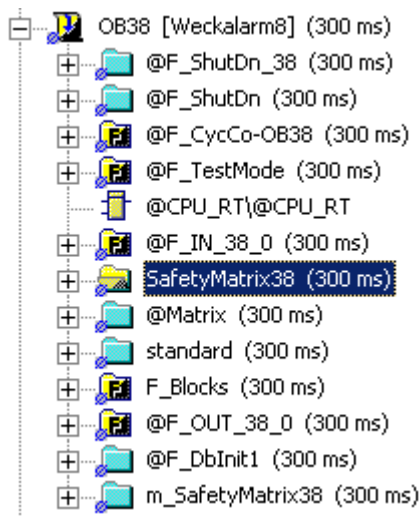 OB38 [Weckalarm8] (300 ms)
@F_ShutDn_38 (300 ms)
@F_ShutDn (300 ms)
@F_CycCo-OB38 (300 ms)
@F_TestMode (300 ms)
@CPU_RT\@CPU_RT
@F_IN_38_0 (300 ms)
SafetyMatrix38 (300 ms)
@Matrix (300 ms)
standard (300 ms)
F_Blocks (300 ms)
@F_OUT_38_0 (300 ms)
@F_DbInit1 (300 ms)
m_SafetyMatrix38 (300 ms)